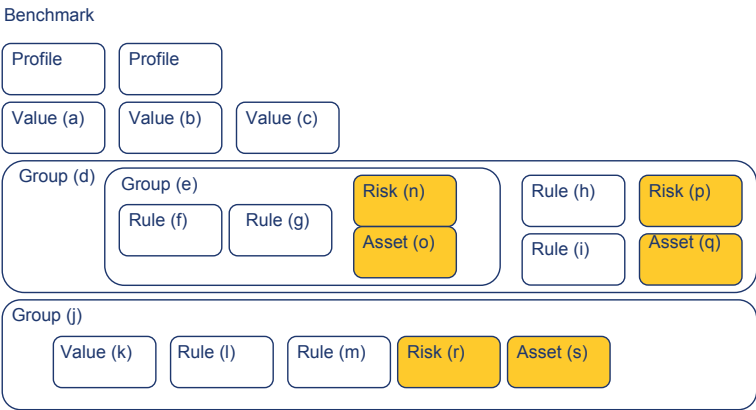 Benchmark
Profile
Profile
Value (a)
Value (b)
Value (c)
Group (d)
Group (e)
Rule (f)
Rule (g)
Risk (n)
Asset (o)
Rule (h)
Risk (p)
Rule (i)
Asset (q)
Group (j)
Value (k)
Rule (l)
Rule (m)
Risk (r)
Asset (s)